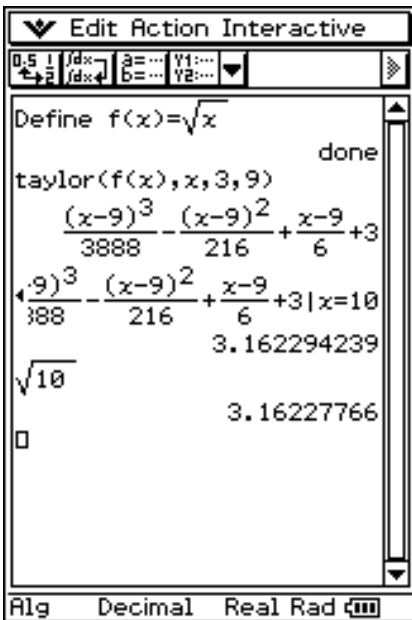 Edit Action Interactive
Define f(x)=√x
done
taylor(f(x),x,3,9)
(x-9)³/3888-(x-9)²/216+x-9/6+3
-9)³/888-(x-9)²/216+x-9/6+3|x=10
3.162294239
√10
3.16227766
Alg Decimal Real Rad